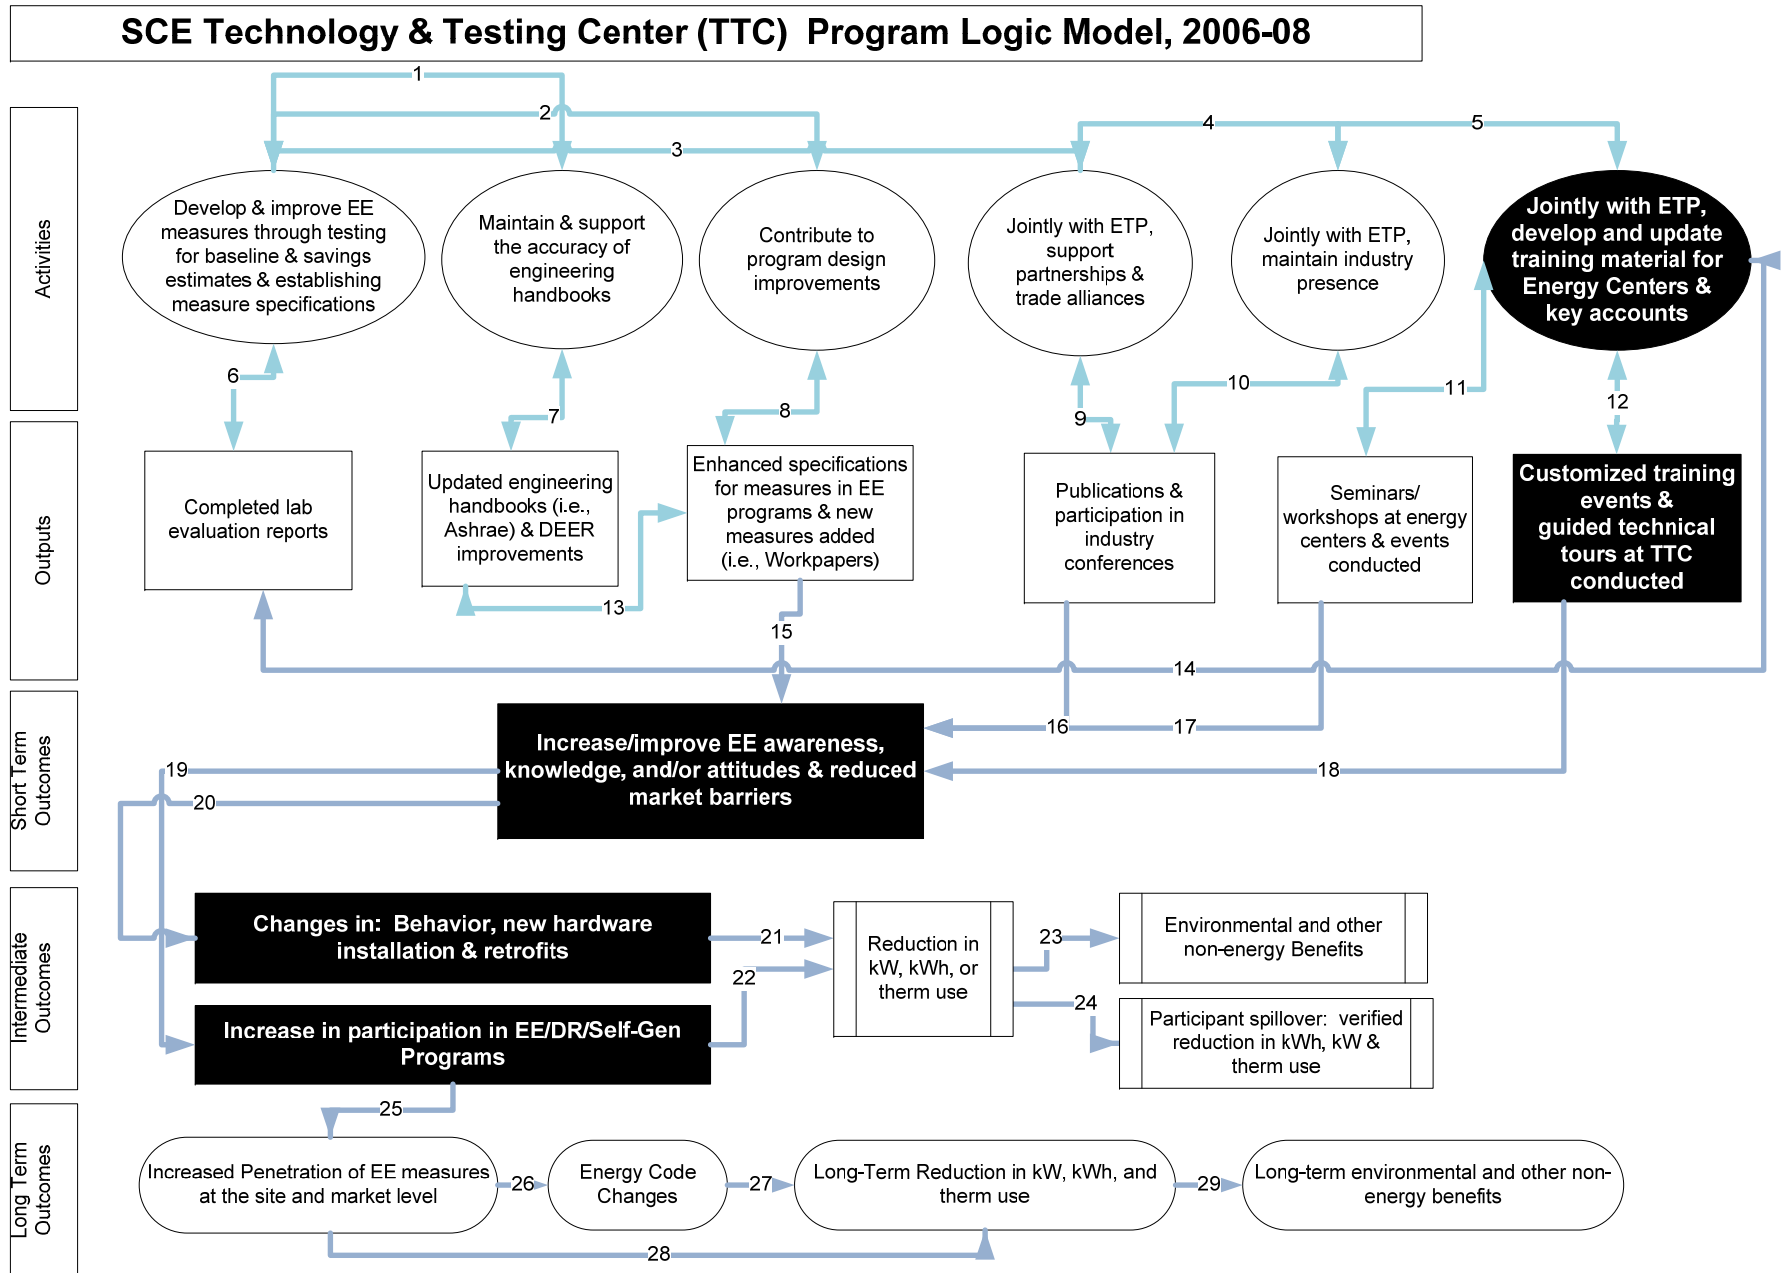 SCE Technology & Testing Center (TTC)  Program Logic Model, 2006-08
1
2
3
4
5
Activities
Develop & improve EE
measures through testing
for baseline & savings
estimates & establishing
measure specifications
Maintain & support
the accuracy of
engineering
handbooks
Contribute to
program design
improvements
Jointly with ETP,
support
partnerships &
trade alliances
Jointly with ETP,
maintain industry
presence
Jointly with ETP,
develop and update
training material for
Energy Centers &
key accounts
6
7
8
9
10
11
12
Outputs
Completed lab
evaluation reports
Updated engineering
handbooks (i.e.,
Ashrae) & DEER
improvements
Enhanced specifications
for measures in EE
programs & new
measures added
(i.e., Workpapers)
Publications &
participation in
industry
conferences
Seminars/
workshops at energy
centers & events
conducted
Customized training
events &
guided technical
tours at TTC
conducted
13
14
15
16
17
18
19
20
Short Term
Outcomes
Increase/improve EE awareness,
knowledge, and/or attitudes & reduced
market barriers
Intermediate
Outcomes
Changes in:  Behavior, new hardware
installation & retrofits
Increase in participation in EE/DR/Self-Gen
Programs
21
22
Reduction in
kW, kWh, or
therm use
23
24
Environmental and other
non-energy Benefits
Participant spillover:  verified
reduction in kWh, kW &
therm use
25
Long Term
Outcomes
Increased Penetration of EE measures
at the site and market level
26
Energy Code
Changes
27
Long-Term Reduction in kW, kWh, and
therm use
29
Long-term environmental and other non-
energy benefits
28